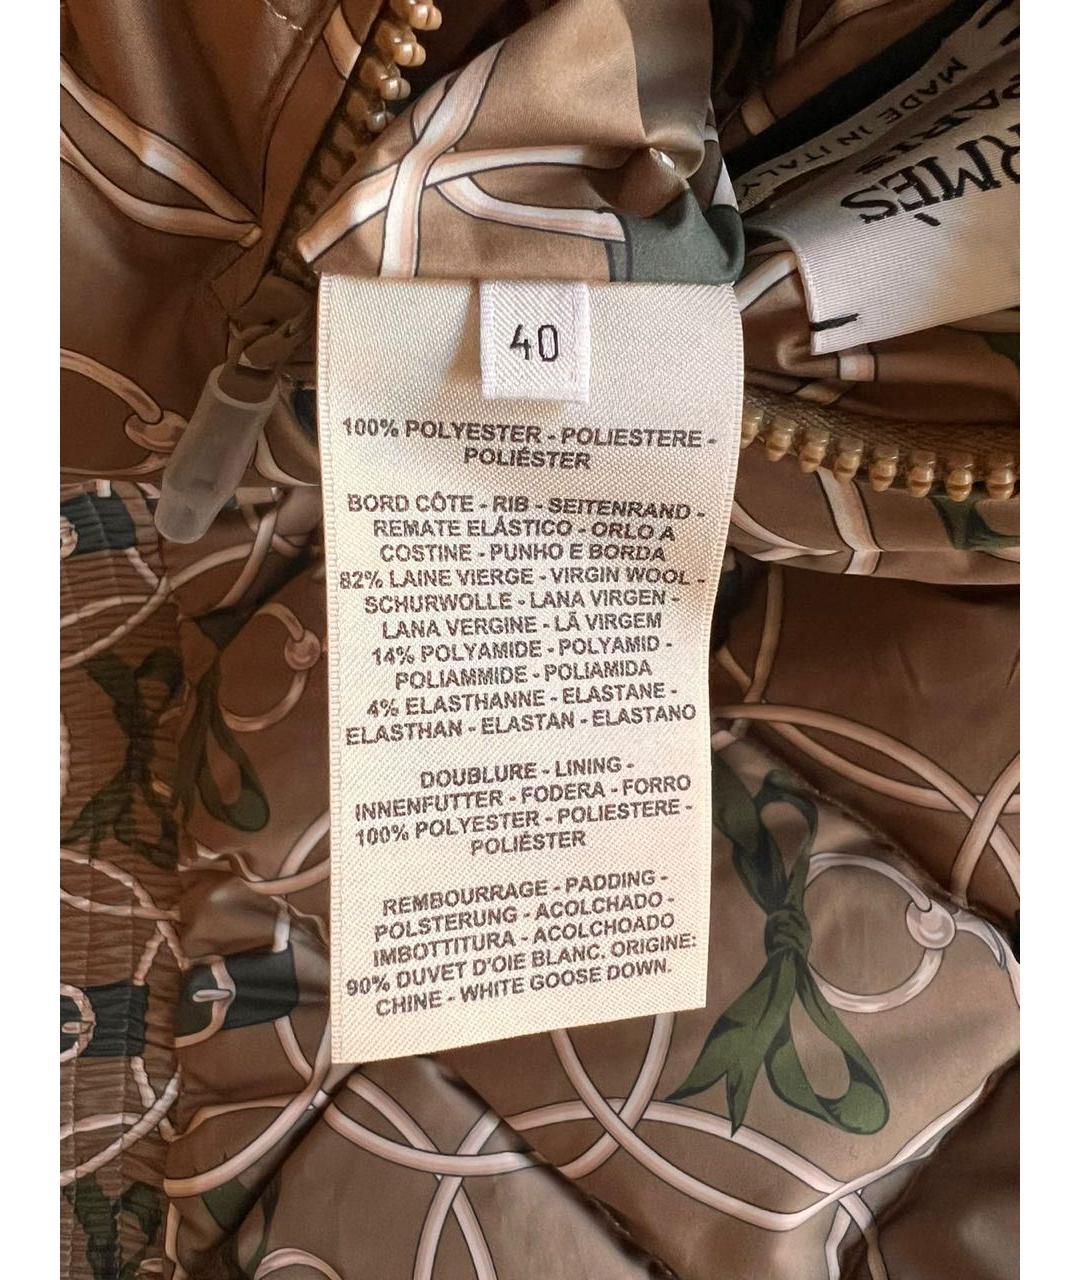 MADE IN ITALY
PARIS
RMÈS
40
100% POLYESTER - POLIESTERE -
POLIÉSTER
BORD CÔTE - RIB - SEITENRAND -
REMATE ELÁSTICO - ORLO A
COSTINE - PUNHO E BORDA
82% LAINE VIERGE - VIRGIN WOOL -
SCHURWOLLE - LANA VIRGEN -
LANA VERGINE - LÃ VIRGEM
14% POLYAMIDE - POLYAMID -
POLIAMMIDE - POLIAMIDA
4% ELASTHANNE - ELASTANE -
ELASTHAN - ELASTAN - ELASTANO
DOUBLURE - LINING -
INNENFUTTER - FODERA - FORRO
100% POLYESTER - POLIESTERE -
POLIÉSTER
REMBOURRAGE - PADDING -
POLSTERUNG - ACOLCHADO -
IMBOTTITURA - ACOLCHOADO
90% DUVET D'OIE BLANC. ORIGINE:
CHINE - WHITE GOOSE DOWN.